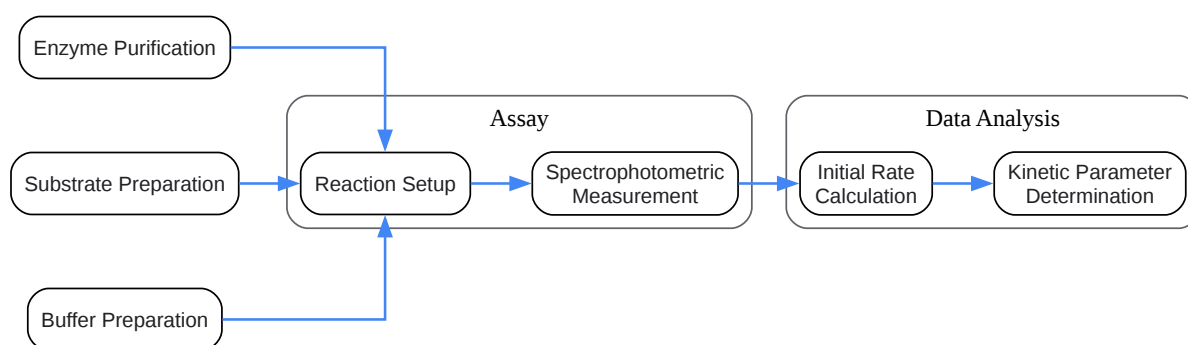 Enzyme Purification
Assay
Data Analysis
Substrate Preparation
Reaction Setup
Spectrophotometric
Measurement
Initial Rate
Calculation
Kinetic Parameter
Determination
Buffer Preparation